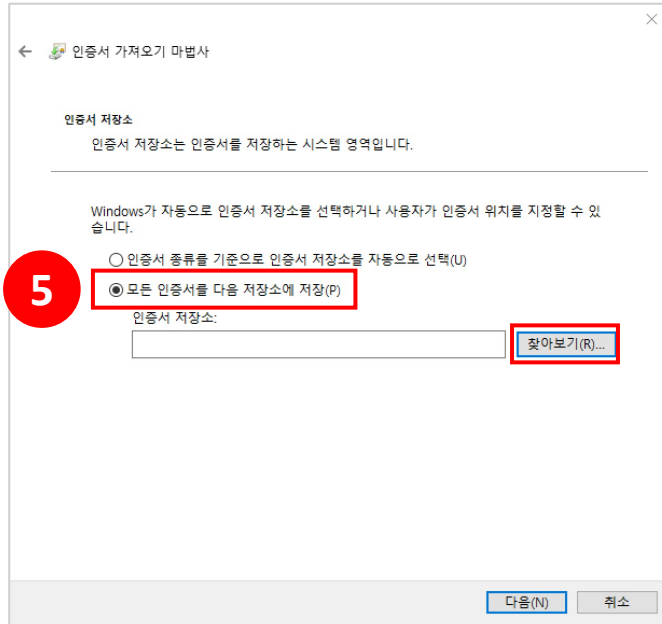 인증서 가져오기 마법사
인증서 저장소
인증서 저장소는 인증서를 저장하는 시스템 영역입니다.
Windows가 자동으로 인증서 저장소를 선택하거나 사용자가 인증서 위치를 지정할 수 있
습니다.
인증서 종류를 기준으로 인증서 저장소를 자동으로 선택(U)
5
모든 인증서를 다음 저장소에 저장(P)
인증서 저장소:
찾아보기(R)...
다음(N) 취소